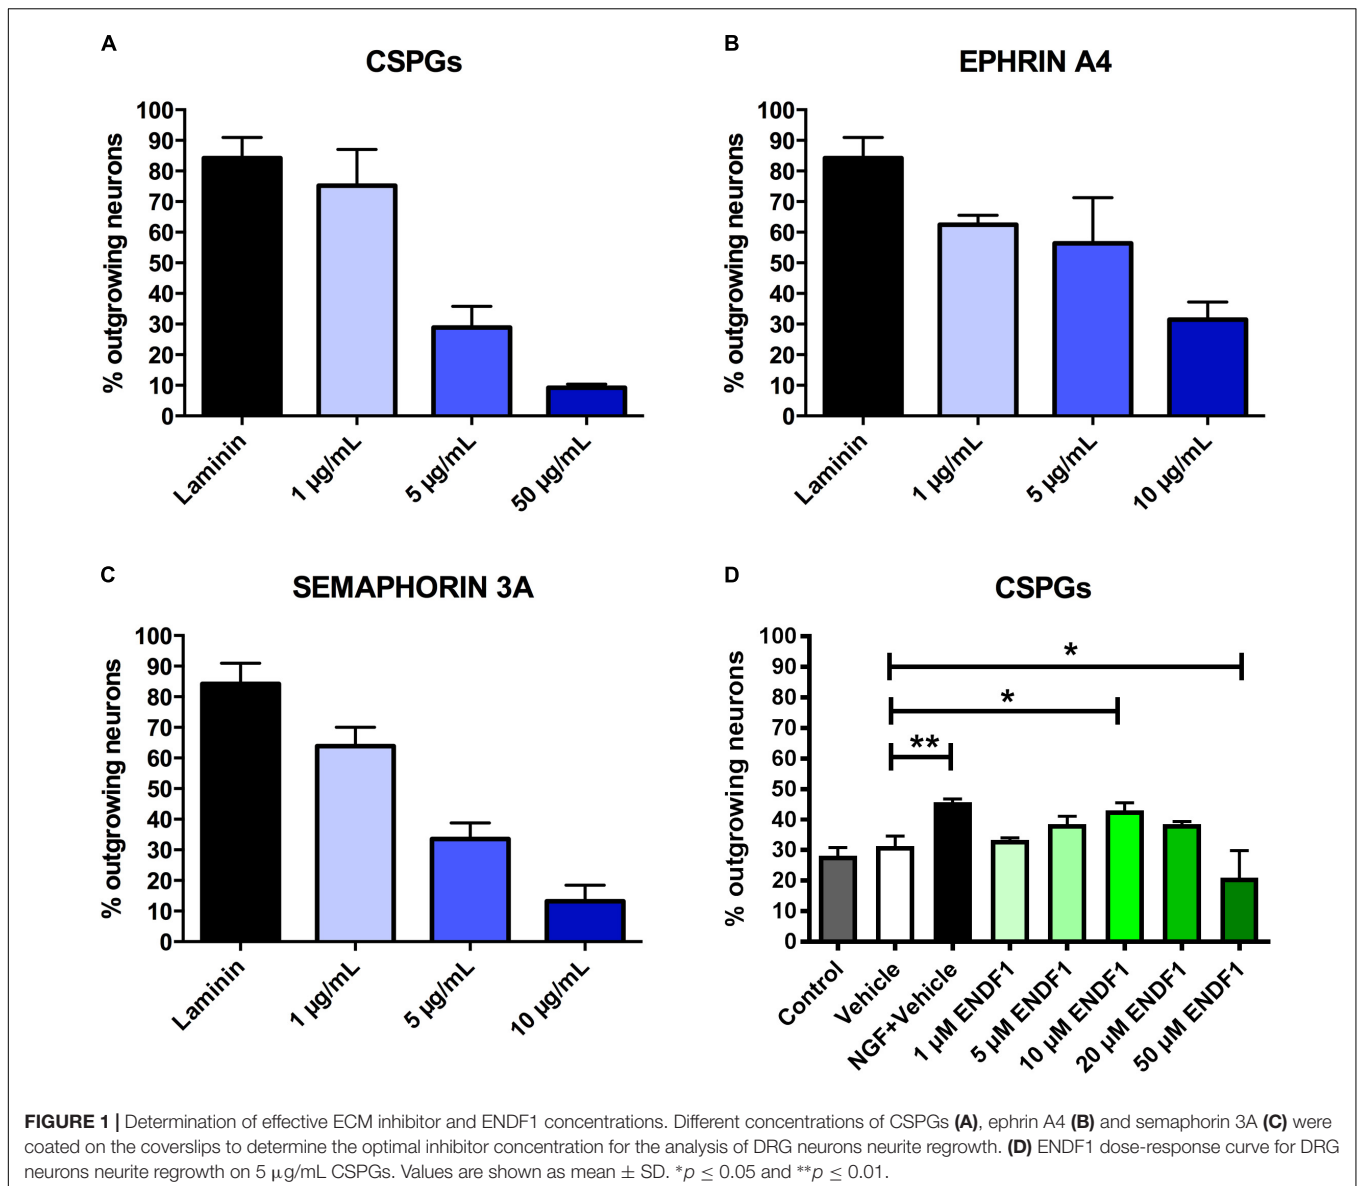 A
CSPGs
% outgrowing neurons
100
90
80
70
60
50
40
30
20
10
0
Laminin
1 µg/mL
5 µg/mL
50 µg/mL
B
EPHRIN A4
% outgrowing neurons
100
90
80
70
60
50
40
30
20
10
0
Laminin
1 µg/mL
5 µg/mL
10 µg/mL
C
SEMAPHORIN 3A
% outgrowing neurons
100
90
80
70
60
50
40
30
20
10
0
Laminin
1 µg/mL
5 µg/mL
10 µg/mL
D
CSPGs
% outgrowing neurons
100
90
80
70
60
50
40
30
20
10
0
*
*
**
Control
Vehicle
NGF+Vehicle
1 µM ENDF1
5 µM ENDF1
10 µM ENDF1
20 µM ENDF1
50 µM ENDF1
FIGURE 1 | Determination of effective ECM inhibitor and ENDF1 concentrations. Different concentrations of CSPGs (A), ephrin A4 (B) and semaphorin 3A (C) were
coated on the coverslips to determine the optimal inhibitor concentration for the analysis of DRG neurons neurite regrowth. (D) ENDF1 dose-response curve for DRG
neurons neurite regrowth on 5 µg/mL CSPGs. Values are shown as mean ± SD. *p ≤ 0.05 and **p ≤ 0.01.